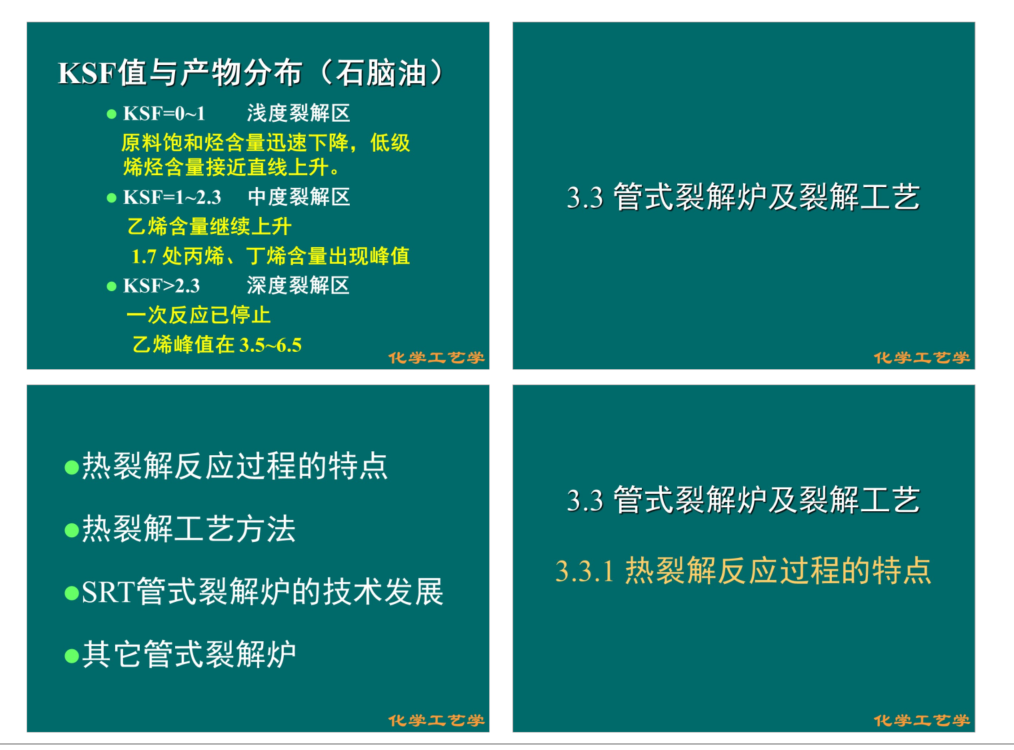 KSF值与产物分布（石脑油）
●KSF=0~1 浅度裂解区
原料饱和烃含量迅速下降，低级
烯烃含量接近直线上升。
●KSF=1~2.3 中度裂解区
乙烯含量继续上升
1.7 处丙烯、丁烯含量出现峰值
●KSF>2.3 深度裂解区
一次反应已停止
乙烯峰值在 3.5~6.5
化学工艺学
3.3 管式裂解炉及裂解工艺
化学工艺学
●热裂解反应过程的特点
●热裂解工艺方法
●SRT管式裂解炉的技术发展
●其它管式裂解炉
化学工艺学
3.3 管式裂解炉及裂解工艺
3.3.1 热裂解反应过程的特点
化学工艺学